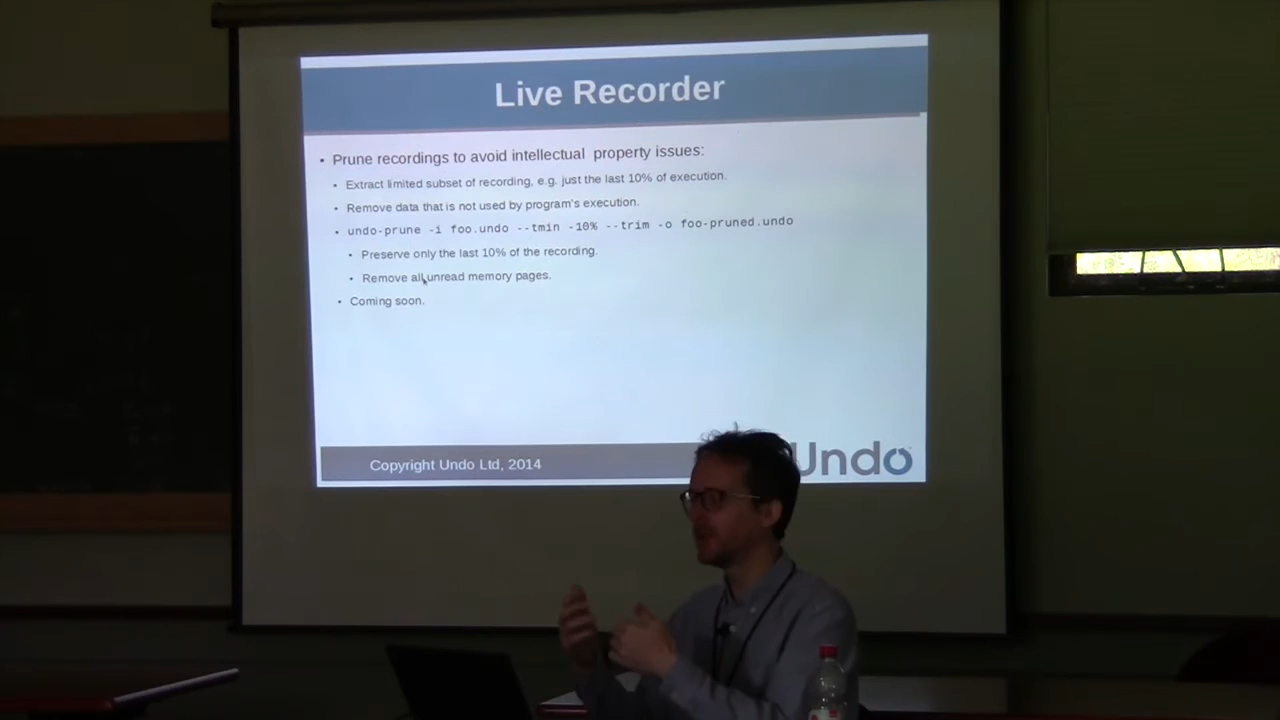 Live Recorder
• Prune recordings to avoid intellectual property issues:
• Extract limited subset of recording, e.g. just the last 10% of execution.
• Remove data that is not used by program's execution.
• undo-prune -i foo.undo --tmin -10% --trim -o foo-pruned.undo
• Preserve only the last 10% of the recording.
• Remove all unread memory pages.
• Coming soon.
Copyright Undo Ltd, 2014
Undo